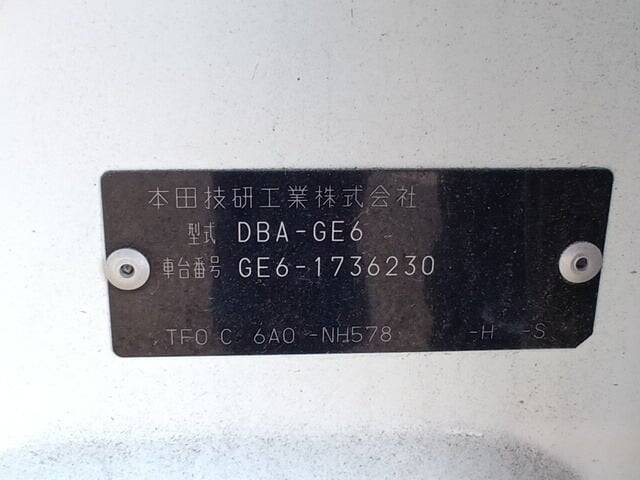 本田技研工業株式会社
型式 DBA-GE6
車台番号 GE6-1736230
TF0 C 6A0 -NH578 -H -S